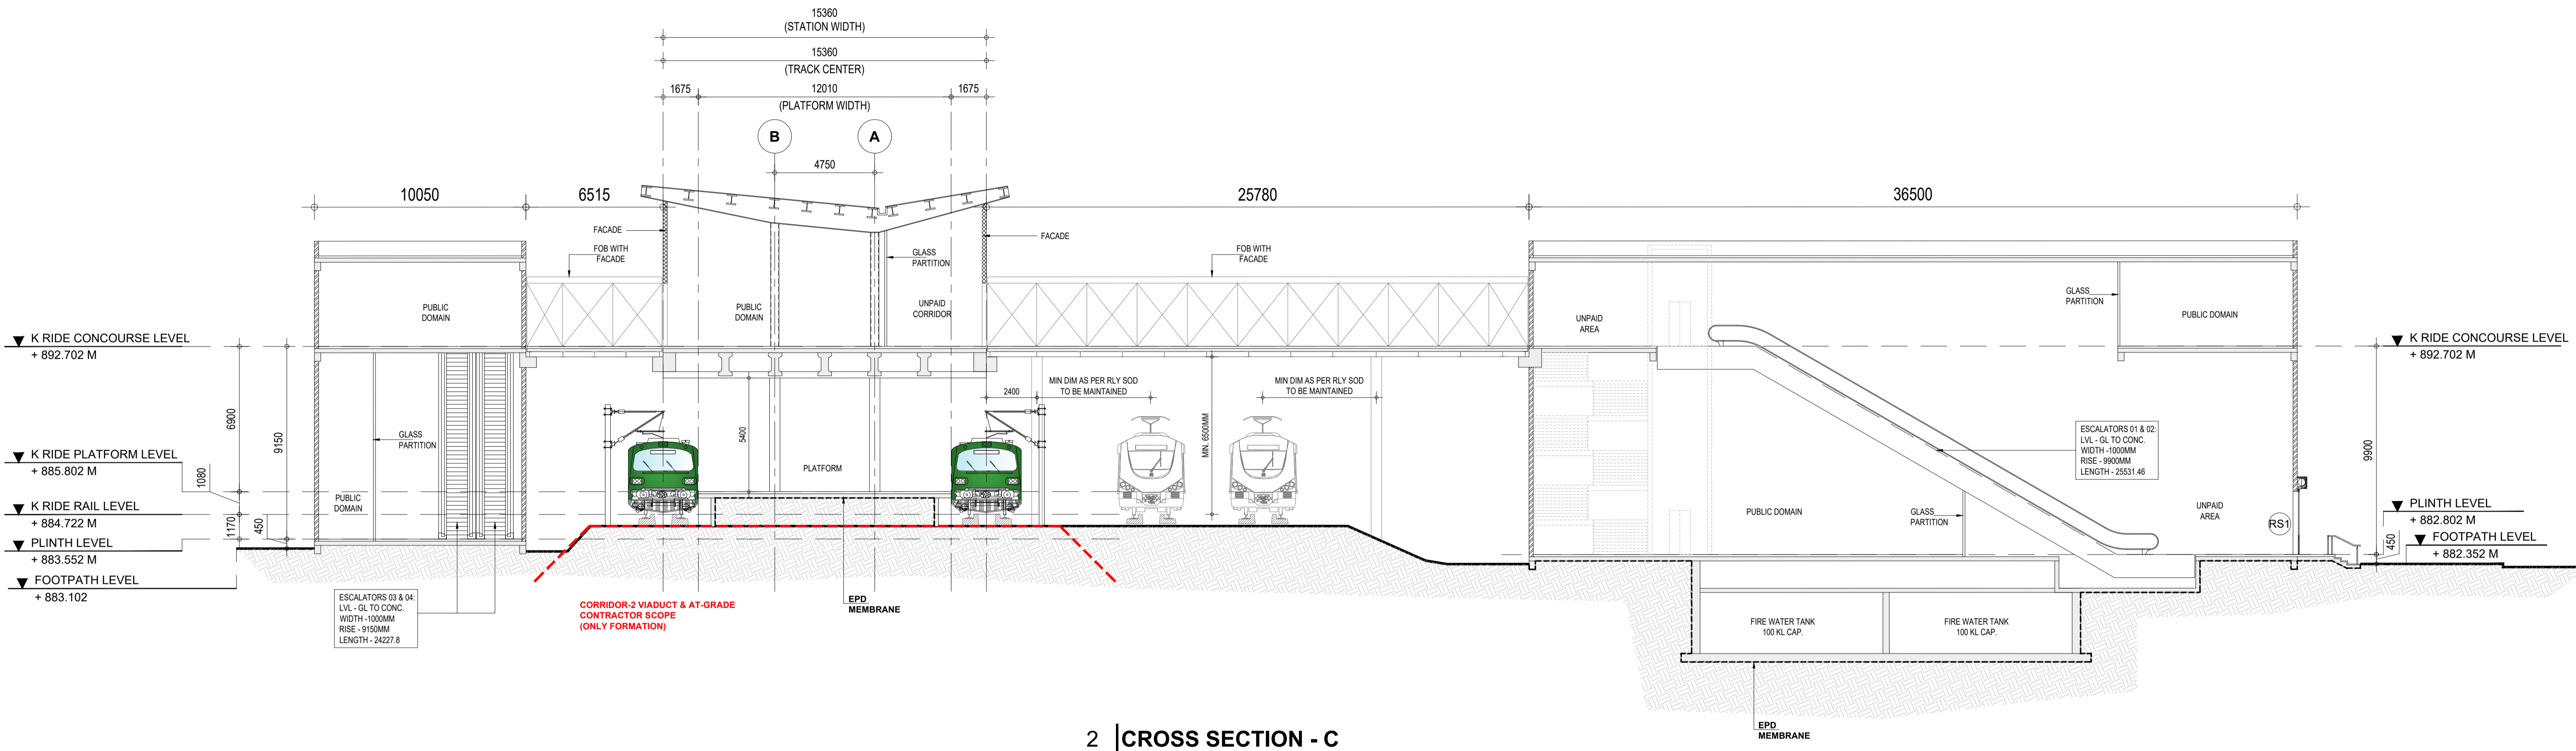 15360
(STATION WIDTH)
15360
(TRACK CENTER)
1675
12010
1675
(PLATFORM WIDTH)
B
A
4750
10050
6515
25780
36500
FACADE
FACADE
FOB WITH
FACADE
GLASS
PARTITION
FOB WITH
FACADE
PUBLIC
DOMAIN
PUBLIC
DOMAIN
UNPAID
CORRIDOR
UNPAID
AREA
GLASS
PARTITION
PUBLIC DOMAIN
K RIDE CONCOURSE LEVEL
+ 892.702 M
K RIDE CONCOURSE LEVEL
+ 892.702 M
6900
9150
1080
1170
450
K RIDE PLATFORM LEVEL
+ 885.802 M
K RIDE RAIL LEVEL
+ 884.722 M
PLINTH LEVEL
+ 883.552 M
FOOTPATH LEVEL
+ 883.102
GLASS
PARTITION
PUBLIC
DOMAIN
ESCALATORS 03 & 04:
LVL - GL TO CONC.
WIDTH -1000MM
RISE - 9150MM
LENGTH - 24227.8
5400
PLATFORM
2400
MIN DIM AS PER RLY SOD
TO BE MAINTAINED
MIN. 6500MM
MIN DIM AS PER RLY SOD
TO BE MAINTAINED
CORRIDOR-2 VIADUCT & AT-GRADE
CONTRACTOR SCOPE
(ONLY FORMATION)
EPD
MEMBRANE
ESCALATORS 01 & 02:
LVL - GL TO CONC.
WIDTH -1000MM
RISE - 9900MM
LENGTH - 25531.46
PUBLIC DOMAIN
GLASS
PARTITION
UNPAID
AREA
RS1
9900
450
PLINTH LEVEL
+ 882.802 M
FOOTPATH LEVEL
+ 882.352 M
FIRE WATER TANK
100 KL CAP.
FIRE WATER TANK
100 KL CAP.
EPD
MEMBRANE
2 CROSS SECTION - C